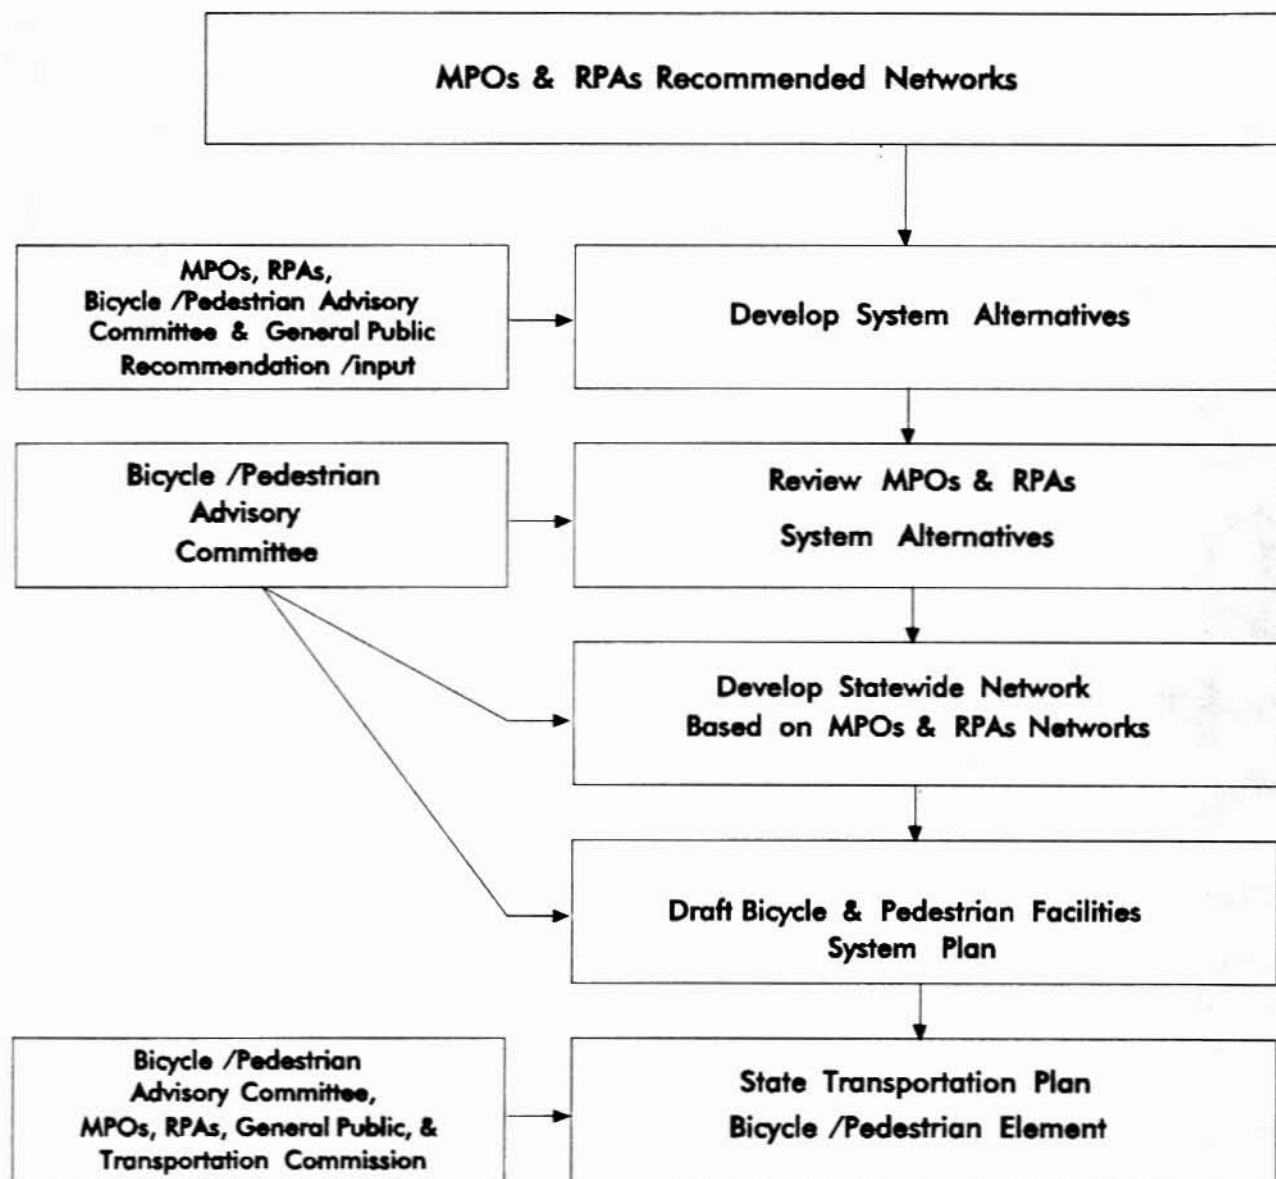 MPOs & RPAs Recommended Networks
MPOs, RPAs,
Bicycle /Pedestrian Advisory
Committee & General Public
Recommendation /input
Develop System Alternatives
Bicycle /Pedestrian
Advisory
Committee
Review MPOs & RPAs
System Alternatives
Develop Statewide Network
Based on MPOs & RPAs Networks
Draft Bicycle & Pedestrian Facilities
System Plan
Bicycle /Pedestrian
Advisory Committee,
MPOs, RPAs, General Public, &
Transportation Commission
State Transportation Plan
Bicycle /Pedestrian Element